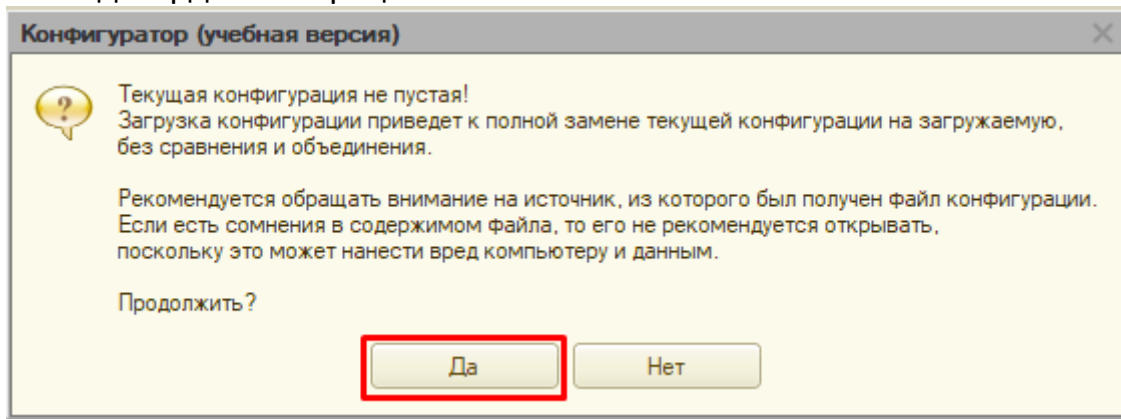 Конфигуратор (учебная версия)
?
Текущая конфигурация не пустая!
Загрузка конфигурации приведет к полной замене текущей конфигурации на загружаемую,
без сравнения и объединения.
Рекомендуется обращать внимание на источник, из которого был получен файл конфигурации.
Если есть сомнения в содержимом файла, то его не рекомендуется открывать,
поскольку это может нанести вред компьютеру и данным.
Продолжить?
Да
Нет